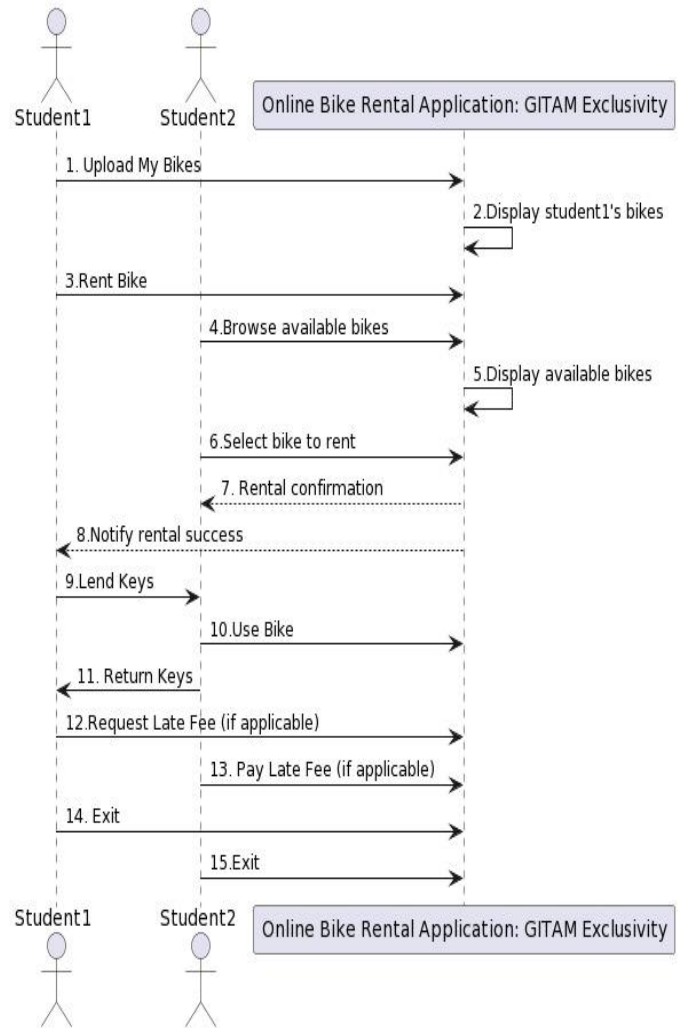 Student1
Student2
Online Bike Rental Application: GITAM Exclusivity
1. Upload My Bikes
2.Display student1's bikes
3.Rent Bike
4.Browse available bikes
5.Display available bikes
6.Select bike to rent
7. Rental confirmation
8.Notify rental success
9.Lend Keys
10.Use Bike
11. Return Keys
12.Request Late Fee (if applicable)
13. Pay Late Fee (if applicable)
14. Exit
15.Exit
Student1
Student2
Online Bike Rental Application: GITAM Exclusivity